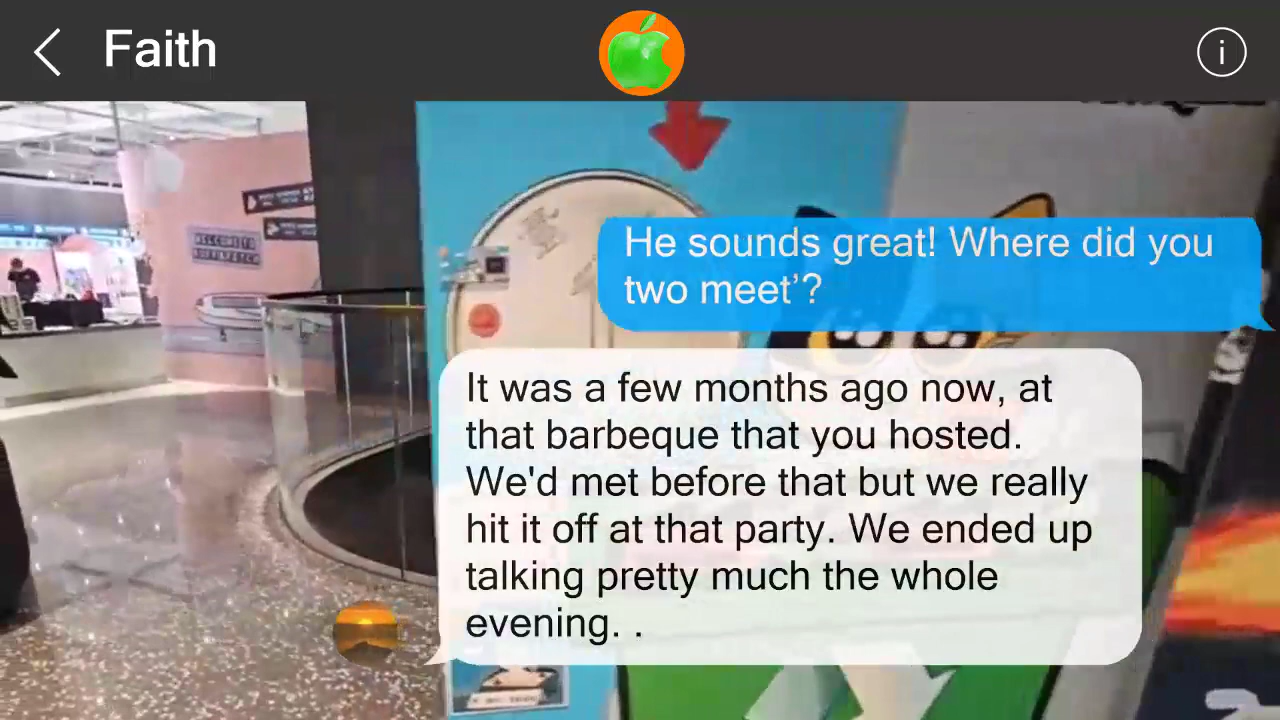 Faith
i
He sounds great! Where did you
two meet’?
It was a few months ago now, at
that barbeque that you hosted.
We'd met before that but we really
hit it off at that party. We ended up
talking pretty much the whole
evening. .